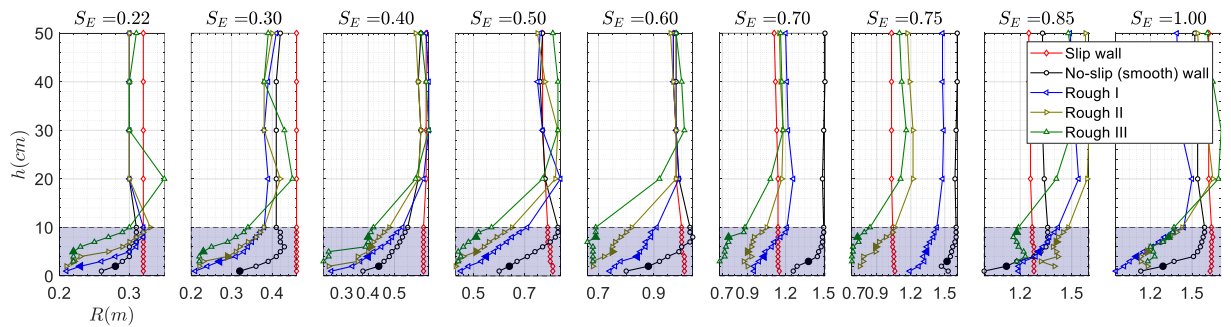 S_E =0.22 S_E =0.30 S_E =0.40 S_E =0.50 S_E =0.60 S_E =0.70 S_E =0.75 S_E =0.85 S_E =1.00
50
40
30
20
10
0
h(cm)
Slip wall
No-slip (smooth) wall
Rough I
Rough II
Rough III
0.2 0.3 0.2 0.3 0.4 0.3 0.4 0.5 0.5 0.7 0.7 0.9 0.7 0.9 1.2 1.5 0.7 0.9 1.2 1.5 1.2 1.5 1.2 1.5
R(m)